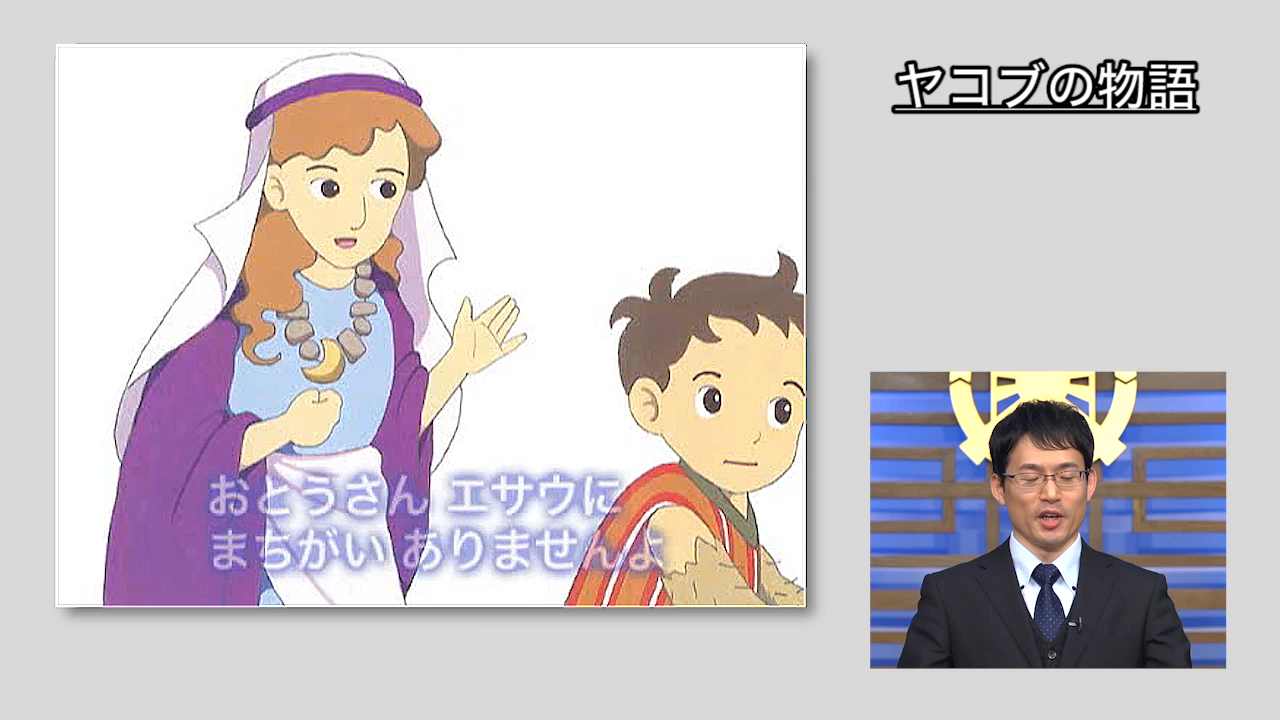 ヤコブの物語
おとうさん エサウに
まちがい ありませんよ